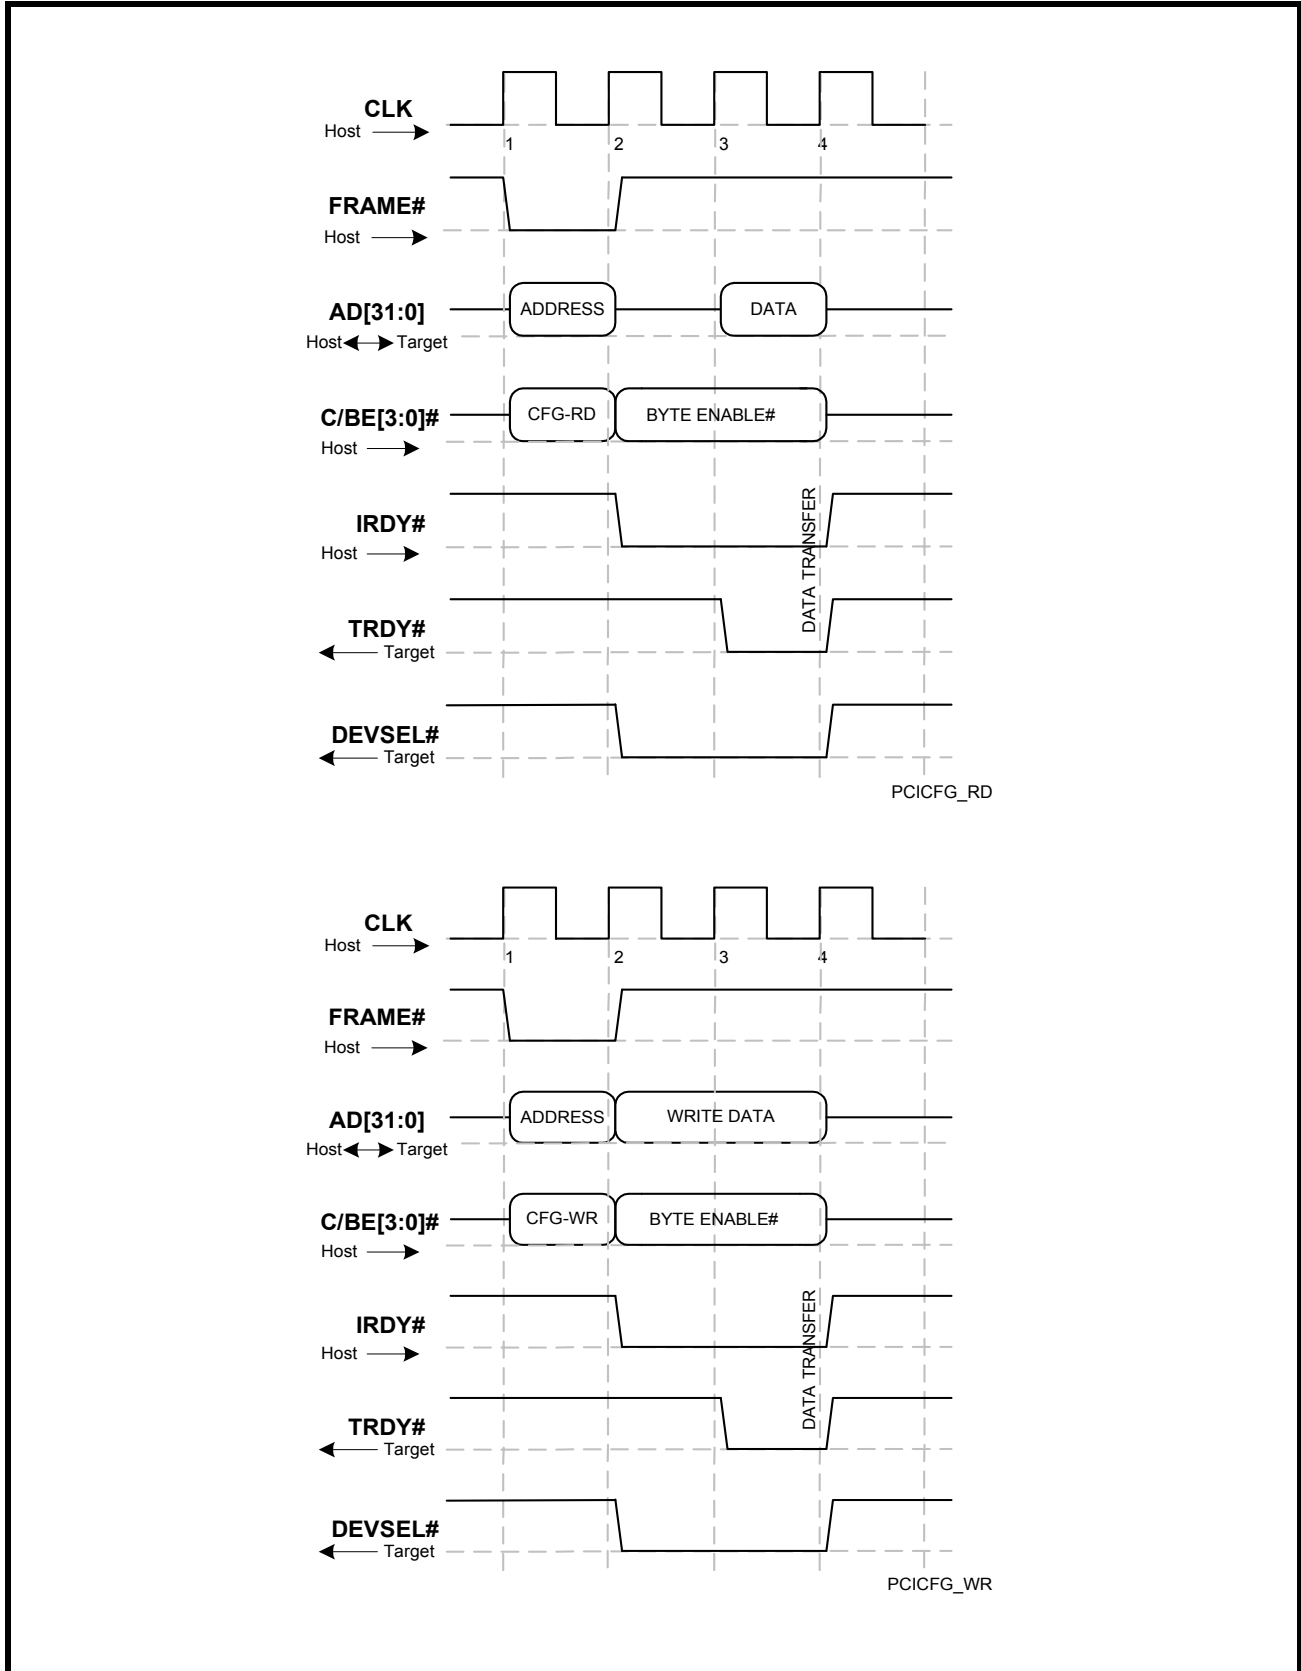 CLK
Host
1 2 3 4
FRAME#
Host
AD[31:0]
ADDRESS DATA
Host Target
C/BE[3:0]#
CFG-RD BYTE ENABLE#
Host
IRDY#
Host
DATA TRANSFER
TRDY#
Target
DEVSEL#
Target
PCICFG_RD
CLK
Host
1 2 3 4
FRAME#
Host
AD[31:0]
ADDRESS WRITE DATA
Host Target
C/BE[3:0]#
CFG-WR BYTE ENABLE#
Host
IRDY#
Host
DATA TRANSFER
TRDY#
Target
DEVSEL#
Target
PCICFG_WR